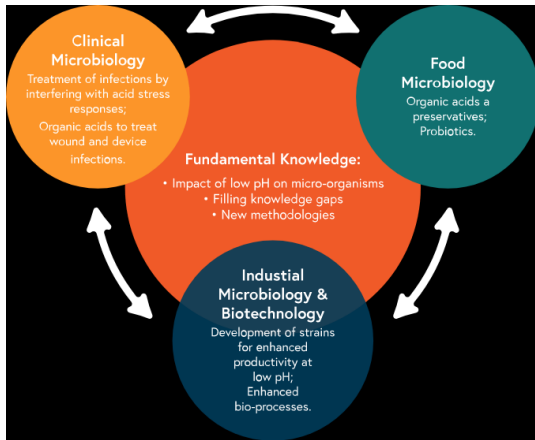 Clinical
Microbiology
Treatment of infections by
interfering with acid stress
responses;
Organic acids to treat
wound and device
infections.
Food
Microbiology
Organic acids a
preservatives;
Probiotics.
Fundamental Knowledge:
• Impact of low pH on micro-organisms
• Filling knowledge gaps
• New methodologies
Industial
Microbiology &
Biotechnology
Development of strains
for enhanced
productivity at
low pH;
Enhanced
bio-processes.